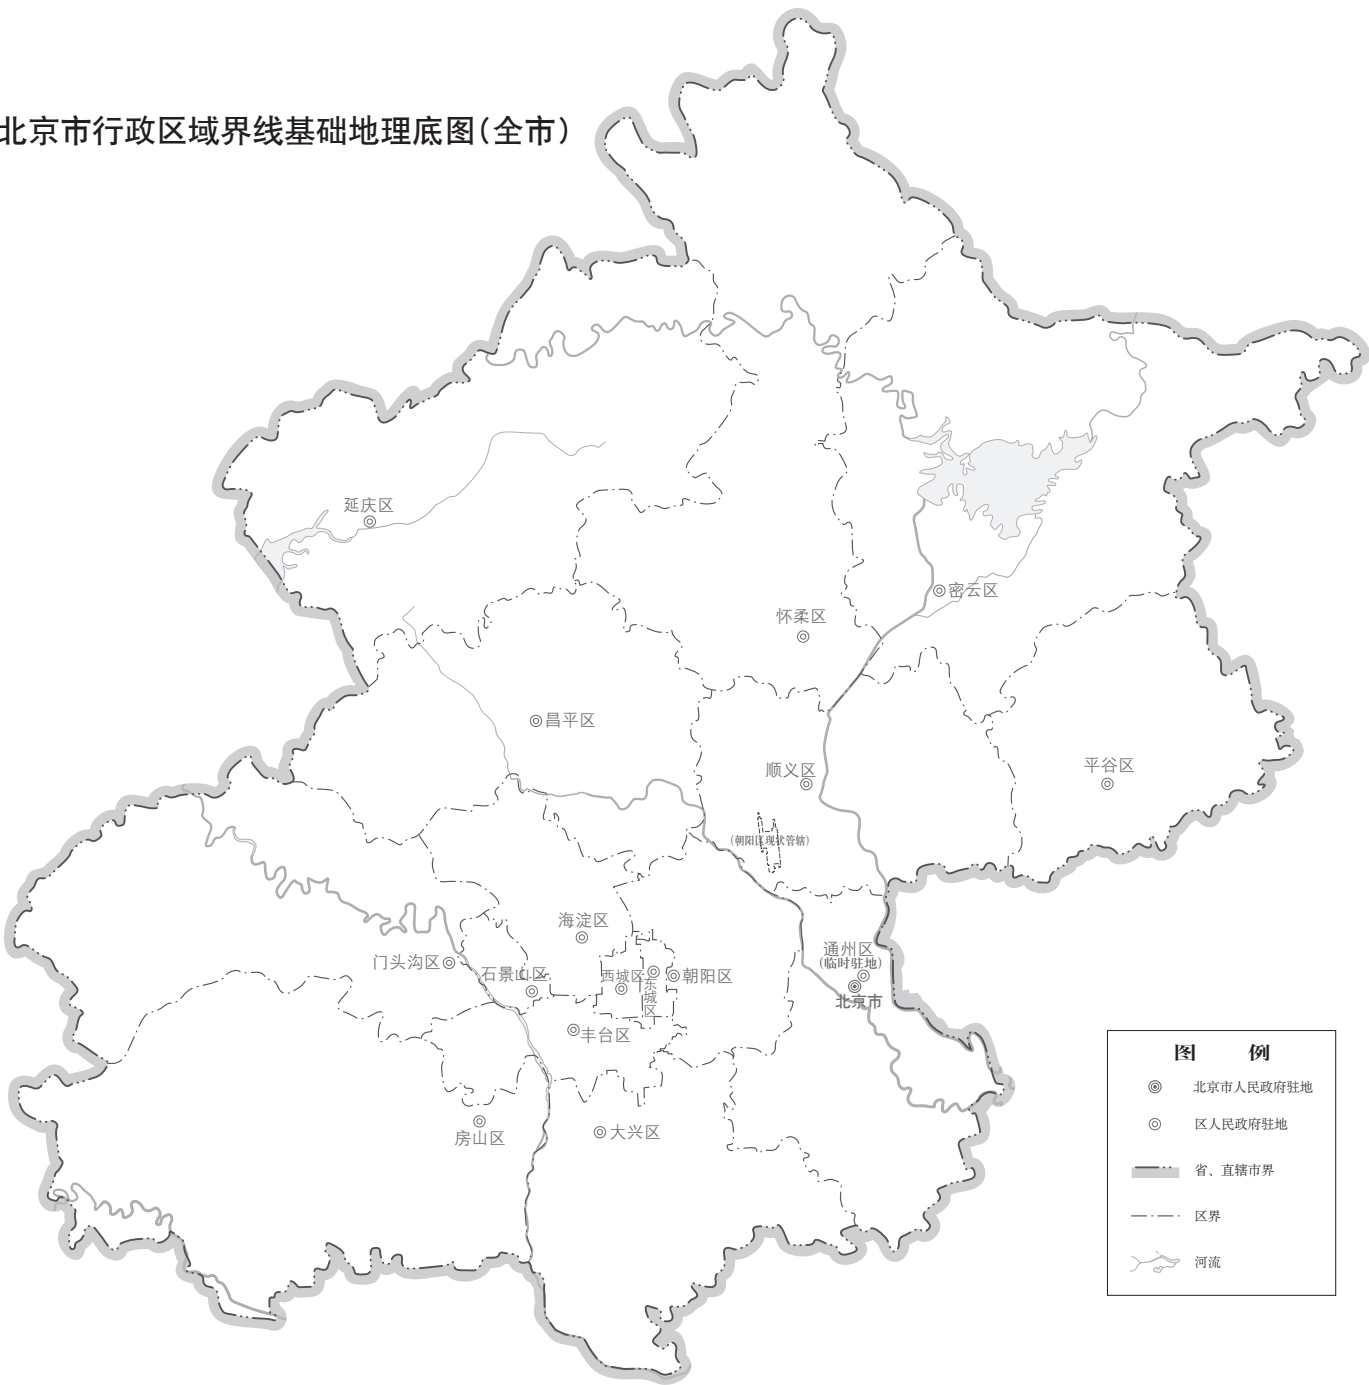 北京市行政区域界线基础地理底图(全市)
延庆区
密云区
怀柔区
昌平区
顺义区
平谷区
(朝阳区现状管辖)
海淀区
通州区
(临时驻地)
北京市
门头沟区
石景山区
西城区
东城区
朝阳区
丰台区
房山区
大兴区
图 例
北京市人民政府驻地
区人民政府驻地
省、直辖市界
区界
河流